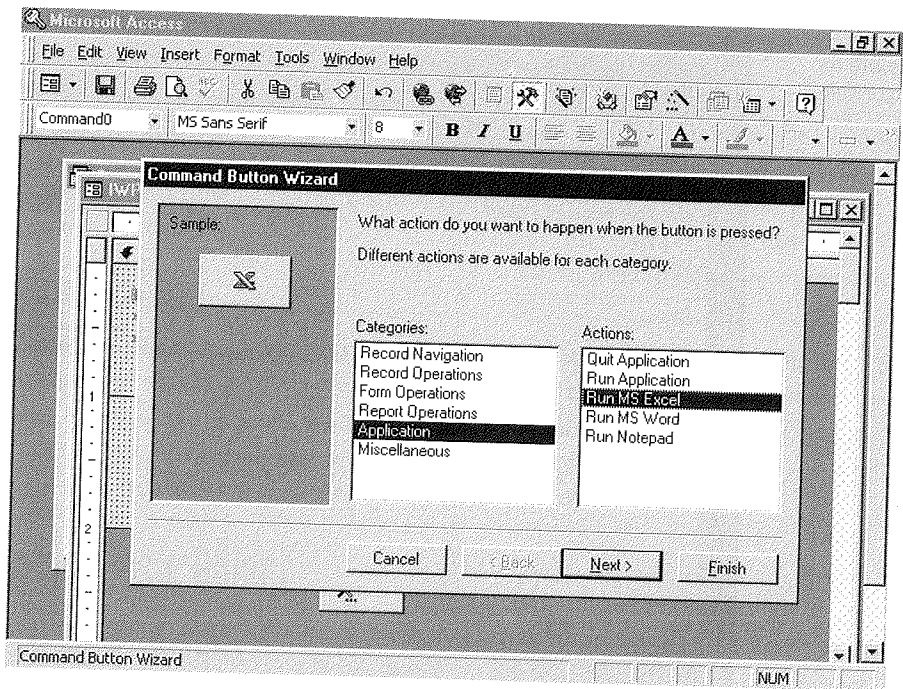 Microsoft Access
File Edit View Insert Format Tools Window Help
Command0 MS Sans Serif 8 B I U A
Command Button Wizard
Sample:
What action do you want to happen when the button is pressed?
Different actions are available for each category.
Categories:
Record Navigation
Record Operations
Form Operations
Report Operations
Application
Miscellaneous
Actions:
Quit Application
Run Application
Run MS Excel
Run MS Word
Run Notepad
1
2
Cancel < Back Next > Finish
Command Button Wizard
NUM